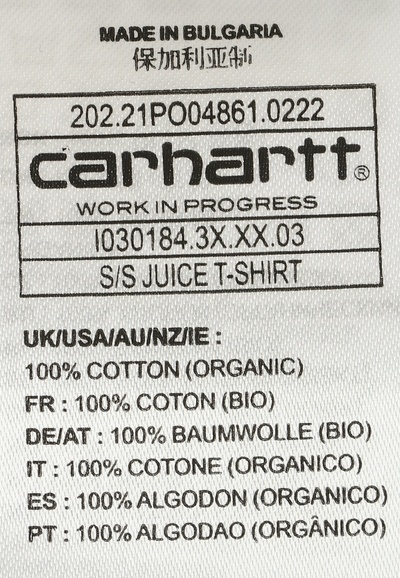 MADE IN BULGARIA
保加利亚制
202.21PO04861.0222
carhartt®
WORK IN PROGRESS
I030184.3X.XX.03
S/S JUICE T-SHIRT
UK/USA/AU/NZ/IE :
100% COTTON (ORGANIC)
FR : 100% COTON (BIO)
DE/AT : 100% BAUMWOLLE (BIO)
IT : 100% COTONE (ORGANICO)
ES : 100% ALGODON (ORGANICO)
PT : 100% ALGODAO (ORGÂNICO)